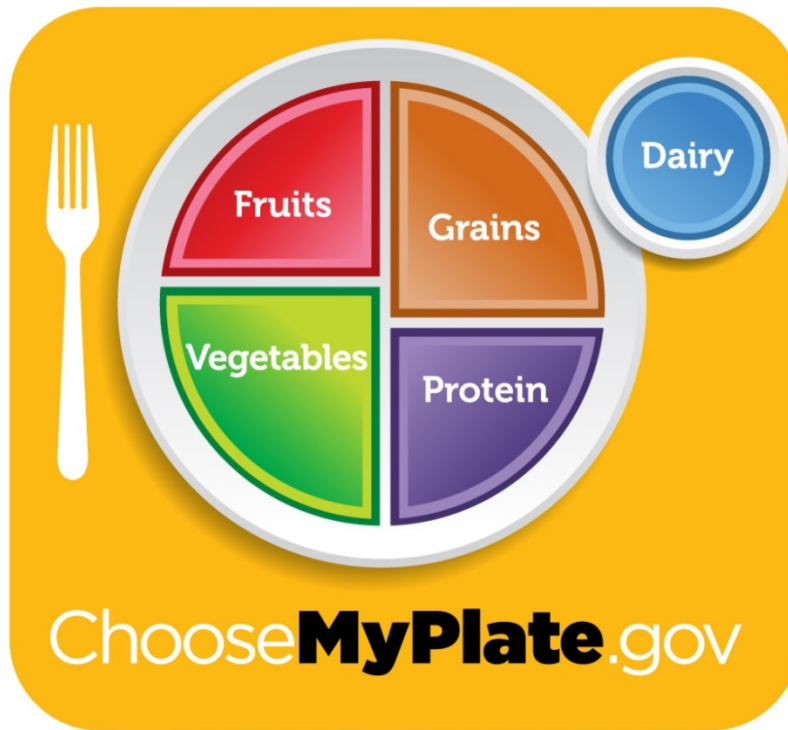 Fruits
Grains
Dairy
Vegetables
Protein
ChooseMyPlate.gov